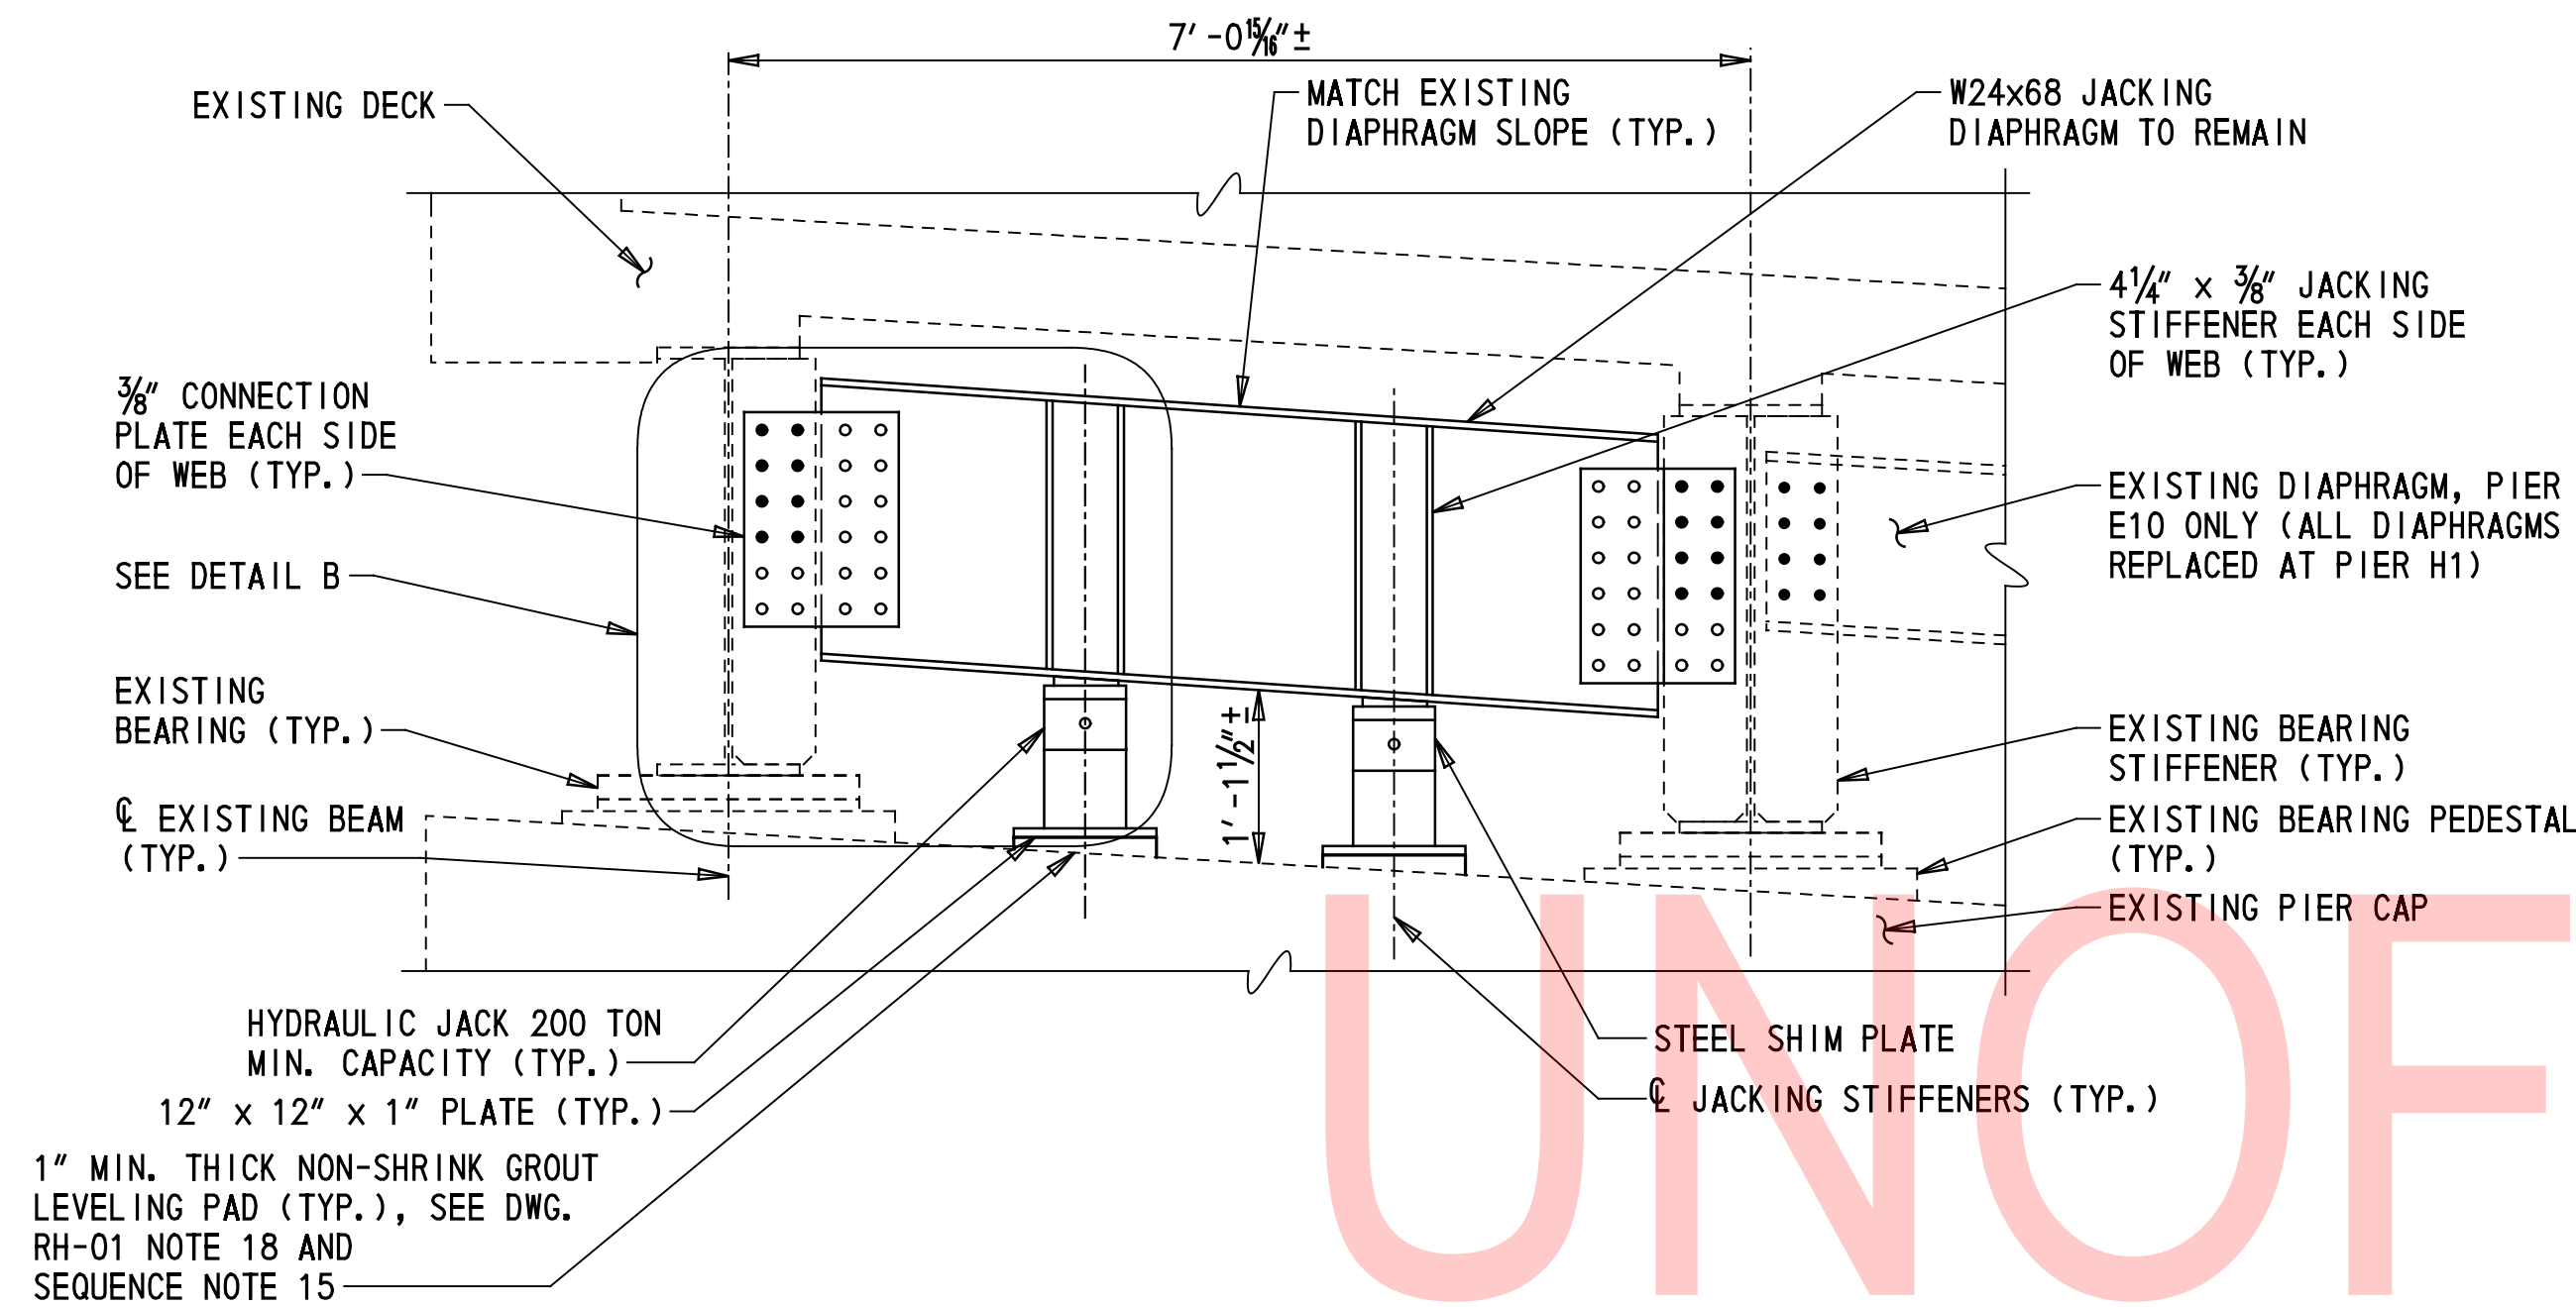 7'-0 15/16"±
EXISTING DECK
MATCH EXISTING
DIAPHRAGM SLOPE (TYP.)
W24x68 JACKING
DIAPHRAGM TO REMAIN
4 1/4" x 3/8" JACKING
STIFFENER EACH SIDE
OF WEB (TYP.)
3/8" CONNECTION
PLATE EACH SIDE
OF WEB (TYP.)
EXISTING DIAPHRAGM, PIER
E10 ONLY (ALL DIAPHRAGMS
REPLACED AT PIER H1)
SEE DETAIL B
EXISTING
BEARING (TYP.)
1'-1 1/2"±
EXISTING BEARING
STIFFENER (TYP.)
℄ EXISTING BEAM
(TYP.)
EXISTING BEARING PEDESTAL
(TYP.)
EXISTING PIER CAP
HYDRAULIC JACK 200 TON
MIN. CAPACITY (TYP.)
STEEL SHIM PLATE
12" x 12" x 1" PLATE (TYP.)
℄ JACKING STIFFENERS (TYP.)
1" MIN. THICK NON-SHRINK GROUT
LEVELING PAD (TYP.), SEE DWG.
RH-01 NOTE 18 AND
SEQUENCE NOTE 15
UNOF